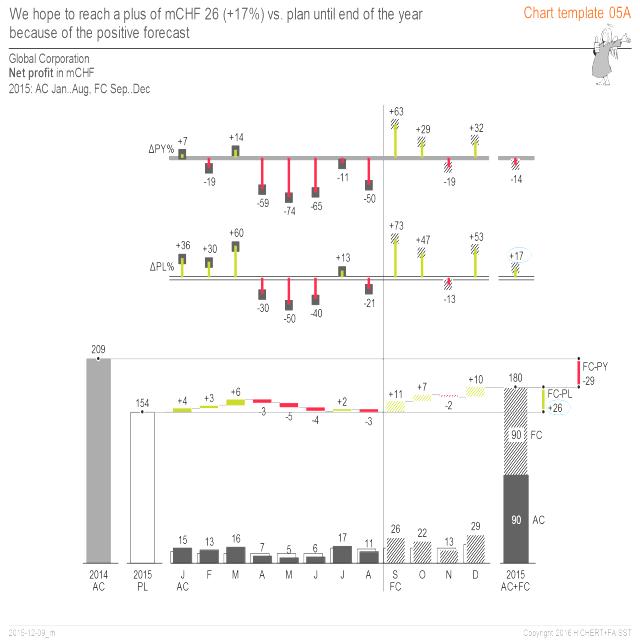 We hope to reach a plus of mCHF 26 (+17%) vs. plan until end of the year
because of the positive forecast
Chart template 05A
Global Corporation
Net profit in mCHF
2015: AC Jan..Aug, FC Sep..Dec
ΔPY%
+7 -19 +14 -59 -74 -65 -11 -50 +63 +29 -19 +32 -14
ΔPL%
+36 +30 +60 -30 -50 -40 +13 -21 +73 +47 -13 +53 +17
209
154
+4 +3 +6 3 -5 -4 +2 -3 +11 +7 -2 +10
180
FC-PY
-29
FC-PL
+26
90 FC
90 AC
15 13 16 7 5 6 17 11 26 22 13 29
2014 2015 J F M A M J J A S O N D 2015
AC PL AC FC AC+FC
2015-12-09_m
Copyright 2016 HICHERT+FAISST